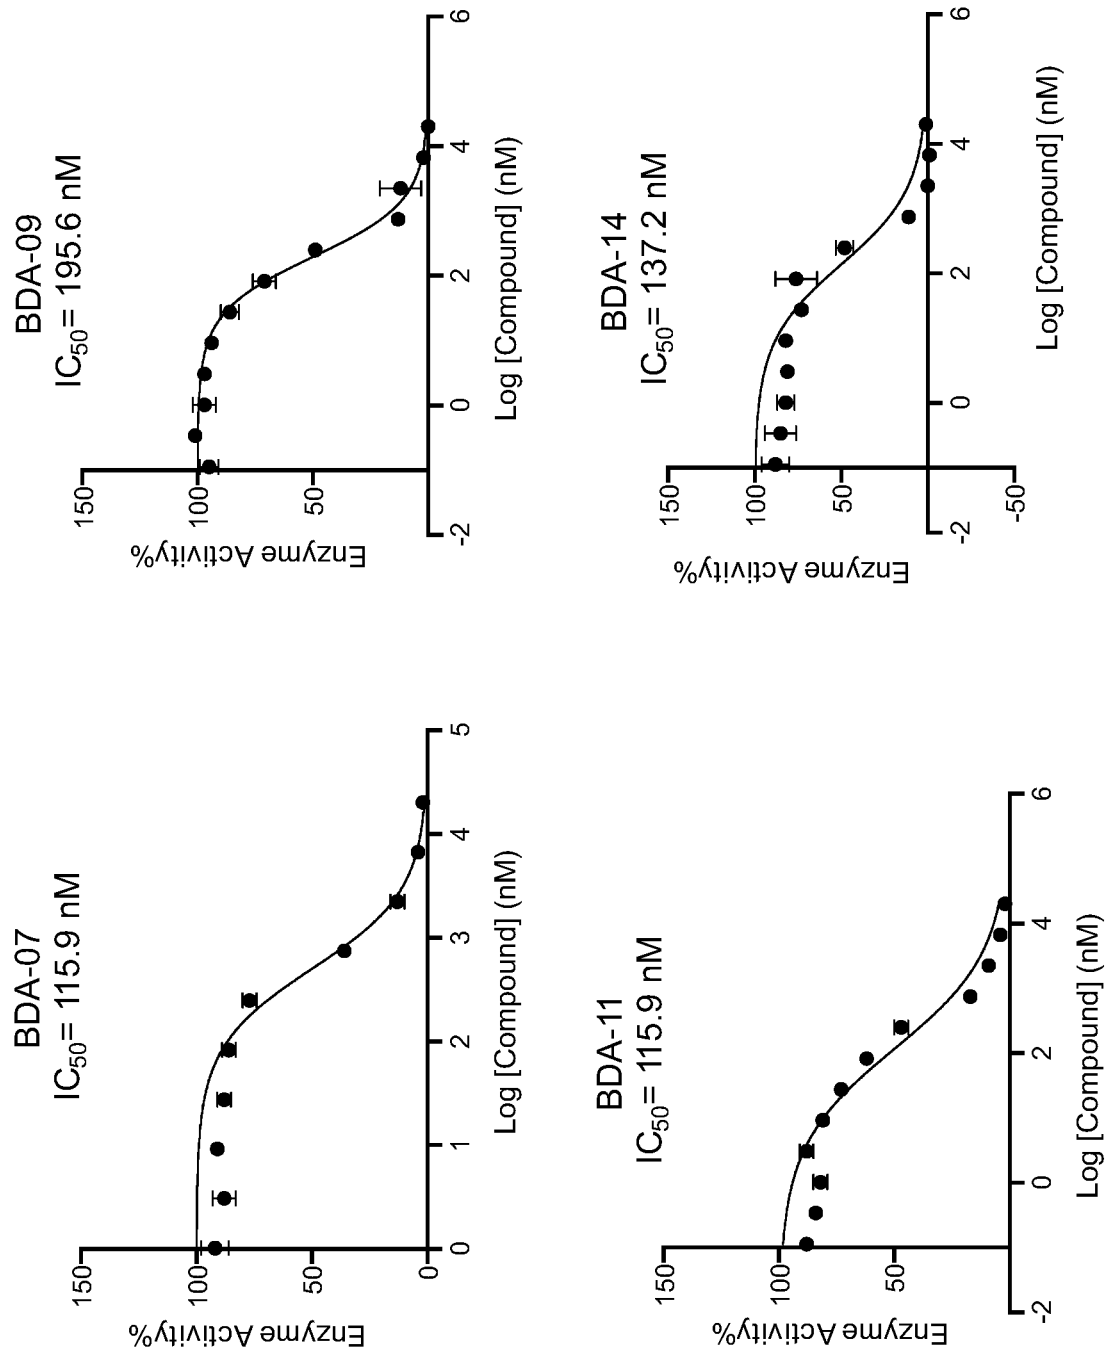 BDA-07
IC50= 115.9 nM
Enzyme Activity%
150
100
50
0
0 1 2 3 4 5
Log [Compound] (nM)
BDA-09
IC50= 195.6 nM
Enzyme Activity%
150
100
50
-2 0 2 4 6
Log [Compound] (nM)
BDA-11
IC50= 115.9 nM
Enzyme Activity%
150
100
50
-2 0 2 4 6
Log [Compound] (nM)
BDA-14
IC50= 137.2 nM
Enzyme Activity%
150
100
50
-2 0 2 4 6
-50
Log [Compound] (nM)